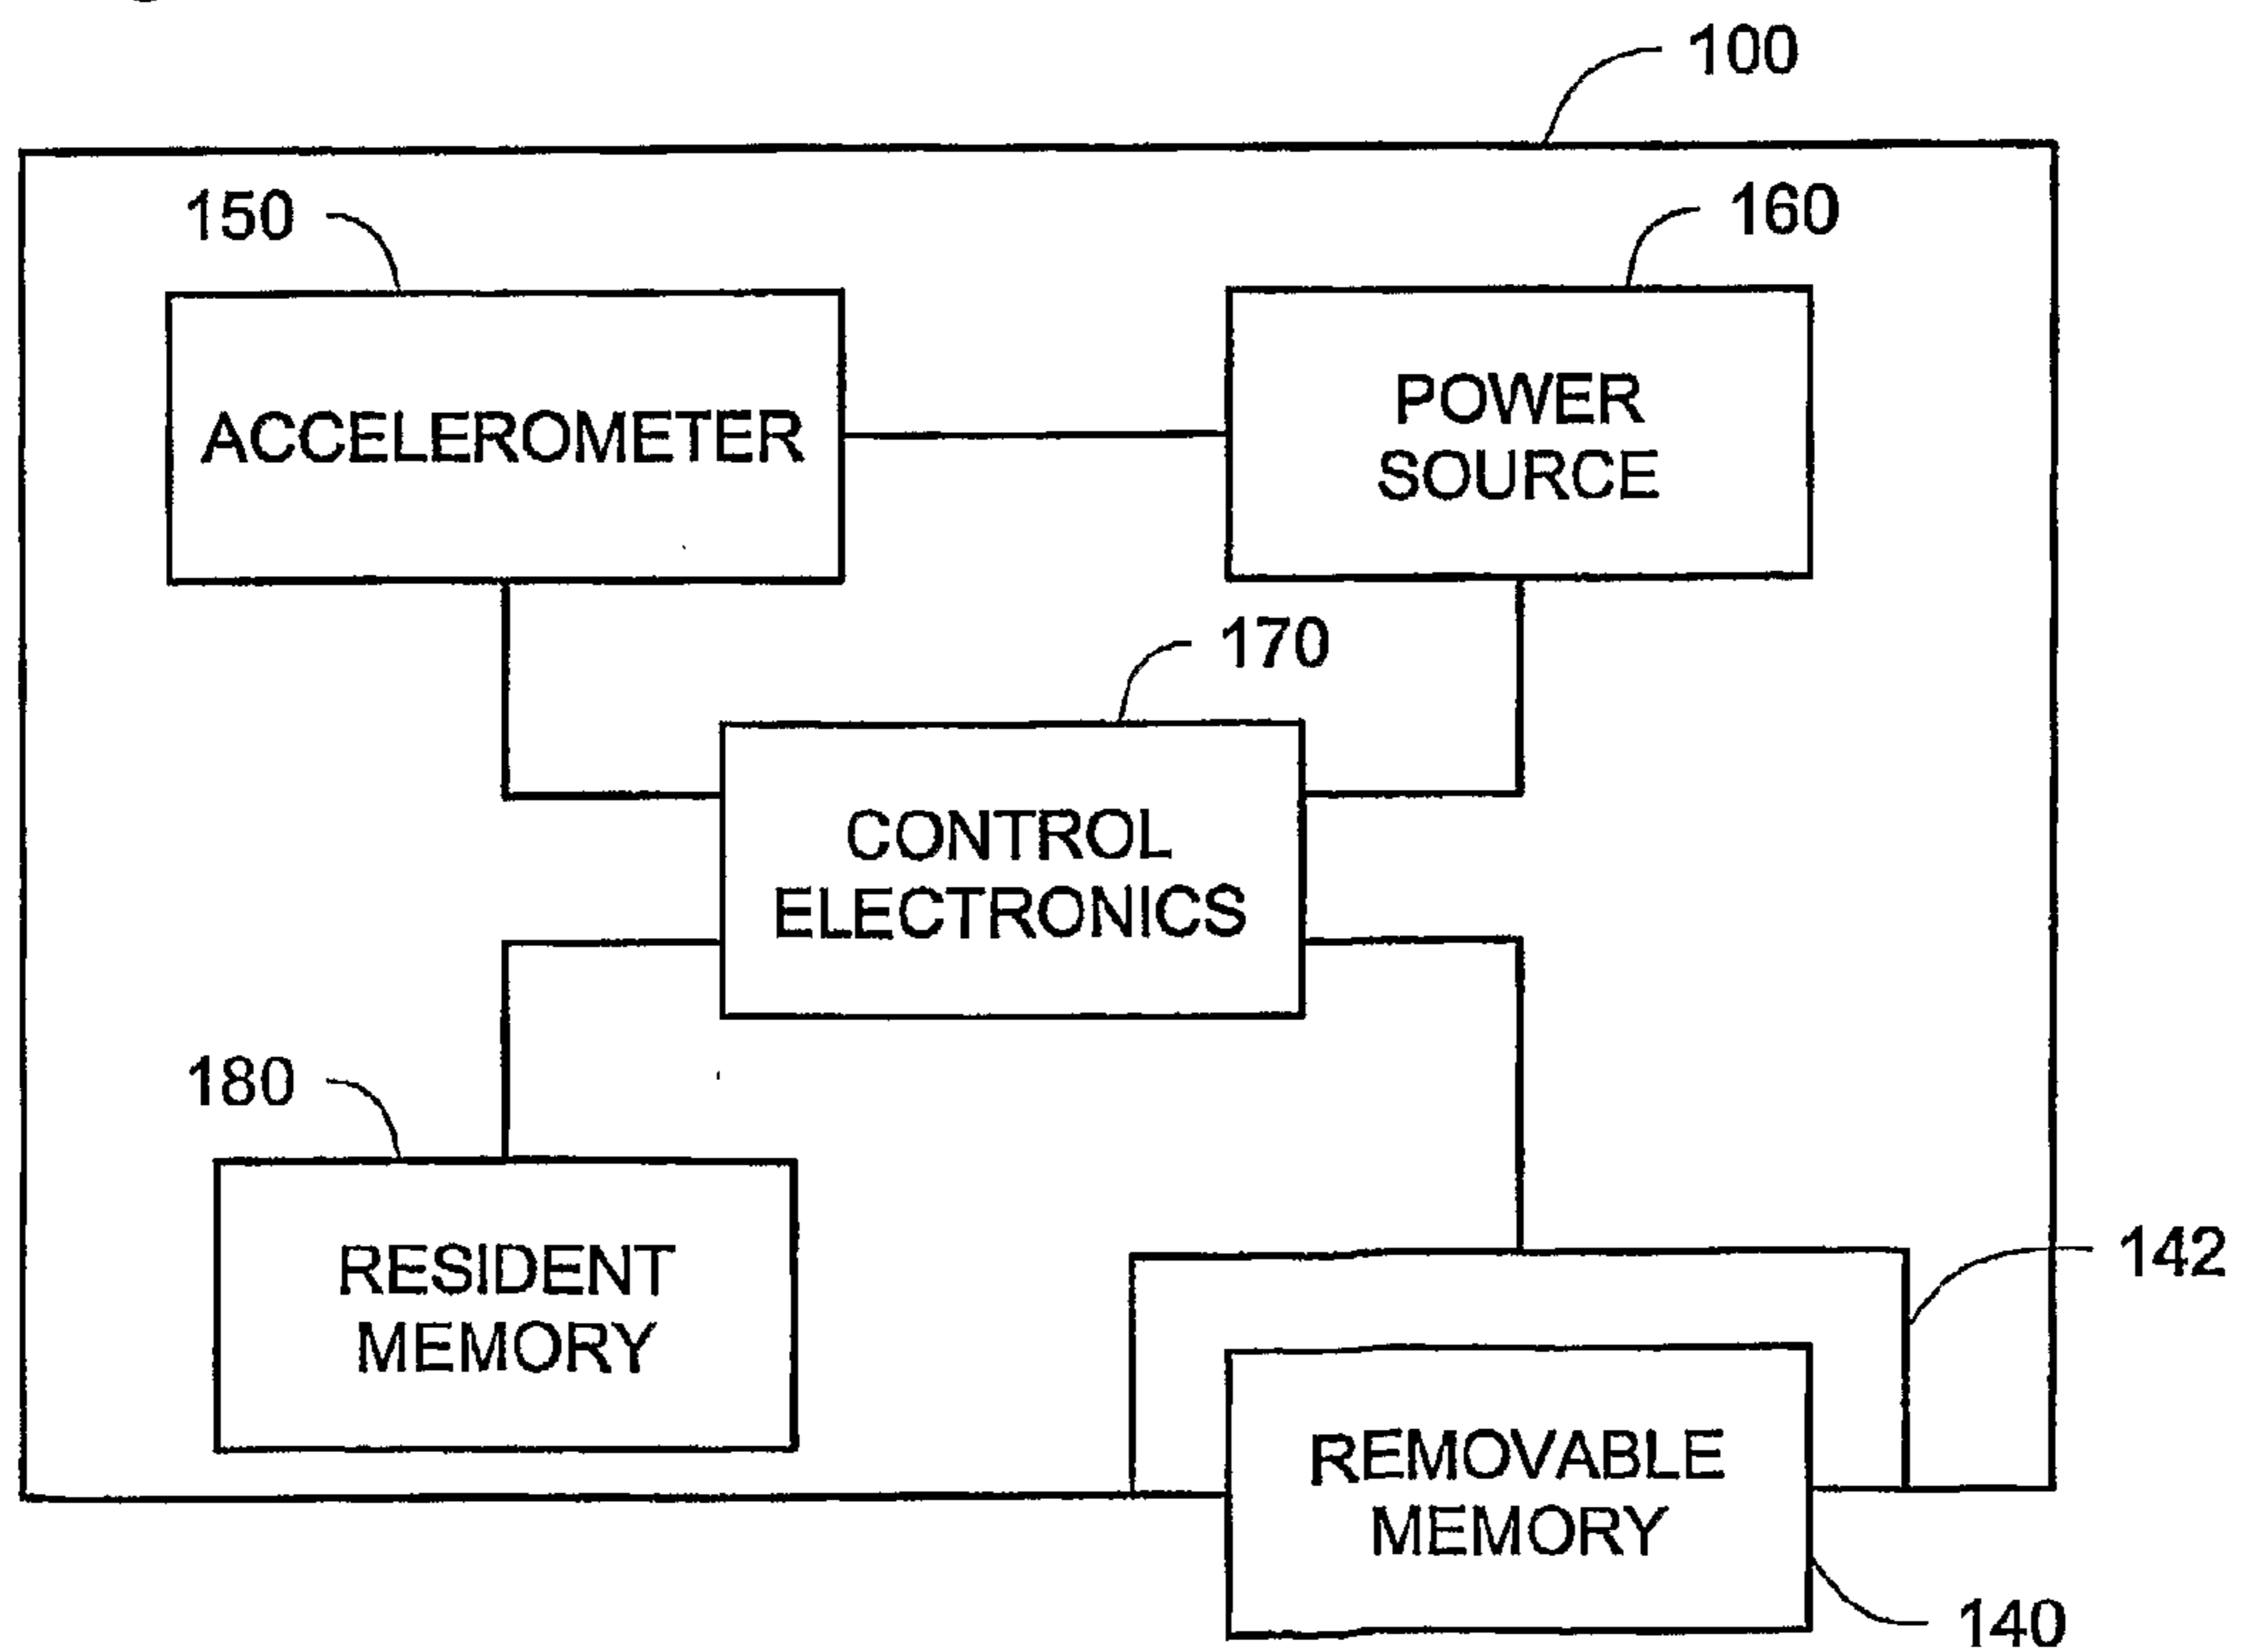 100
150
160
ACCELEROMETER
POWER
SOURCE
170
CONTROL
ELECTRONICS
180
RESIDENT
MEMORY
142
REMOVABLE
MEMORY
140